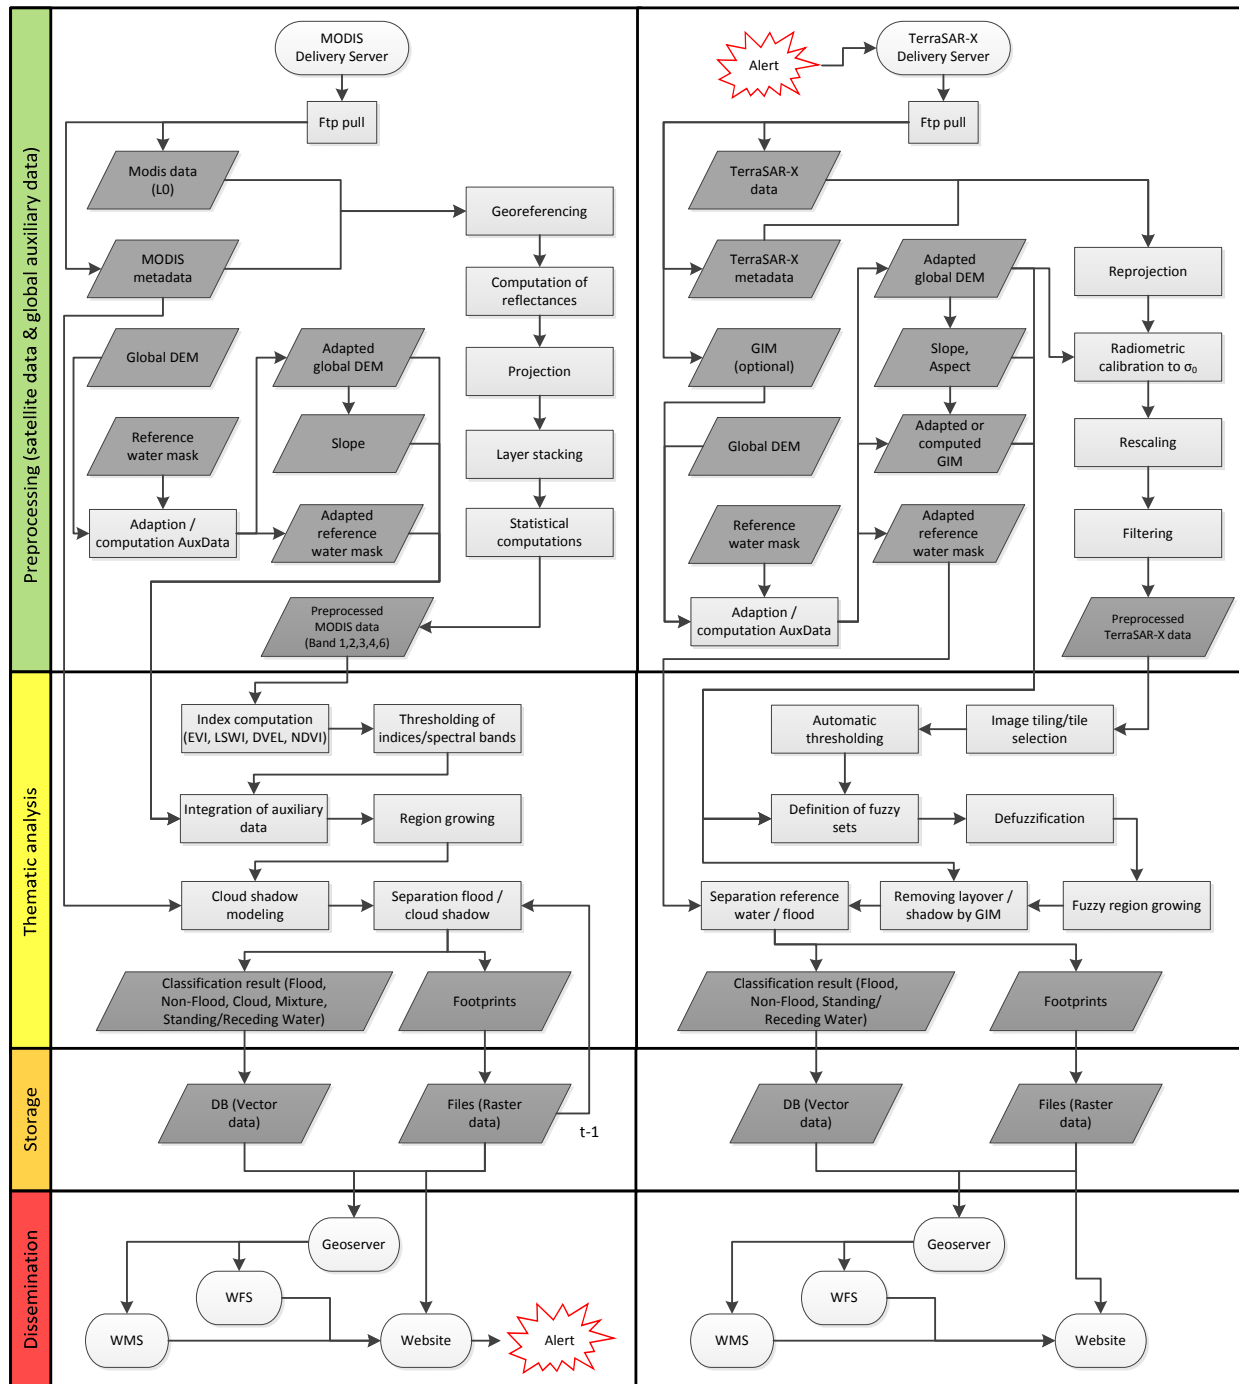 Preprocessing (satellite data & global auxiliary data)
MODIS
Delivery Server
Ftp pull
Modis data
(L0)
MODIS
metadata
Georeferencing
Computation of
reflectances
Projection
Layer stacking
Statistical
computations
Global DEM
Reference
water mask
Adaption /
computation AuxData
Adapted
global DEM
Slope
Adapted
reference
water mask
Preprocessed
MODIS data
(Band 1,2,3,4,6)
Alert
TerraSAR-X
Delivery Server
Ftp pull
TerraSAR-X
data
TerraSAR-X
metadata
GIM
(optional)
Global DEM
Reference
water mask
Adaption /
computation AuxData
Adapted
global DEM
Slope,
Aspect
Adapted or
computed
GIM
Adapted
reference
water mask
Reprojection
Radiometric
calibration to σ₀
Rescaling
Filtering
Preprocessed
TerraSAR-X data
Thematic analysis
Index computation
(EVI, LSWI, DVEL, NDVI)
Thresholding of
indices/spectral bands
Integration of auxiliary
data
Region growing
Cloud shadow
modeling
Separation flood /
cloud shadow
Classification result (Flood,
Non-Flood, Cloud, Mixture,
Standing/Receding Water)
Footprints
Automatic
thresholding
Image tiling/tile
selection
Definition of fuzzy
sets
Defuzzification
Separation reference
water / flood
Removing layover /
shadow by GIM
Fuzzy region growing
Classification result (Flood,
Non-Flood, Standing/
Receding Water)
Footprints
Storage
DB (Vector
data)
Files (Raster
data)
t-1
DB (Vector
data)
Files (Raster
data)
Dissemination
Geoserver
WFS
WMS
Website
Alert
Geoserver
WFS
WMS
Website